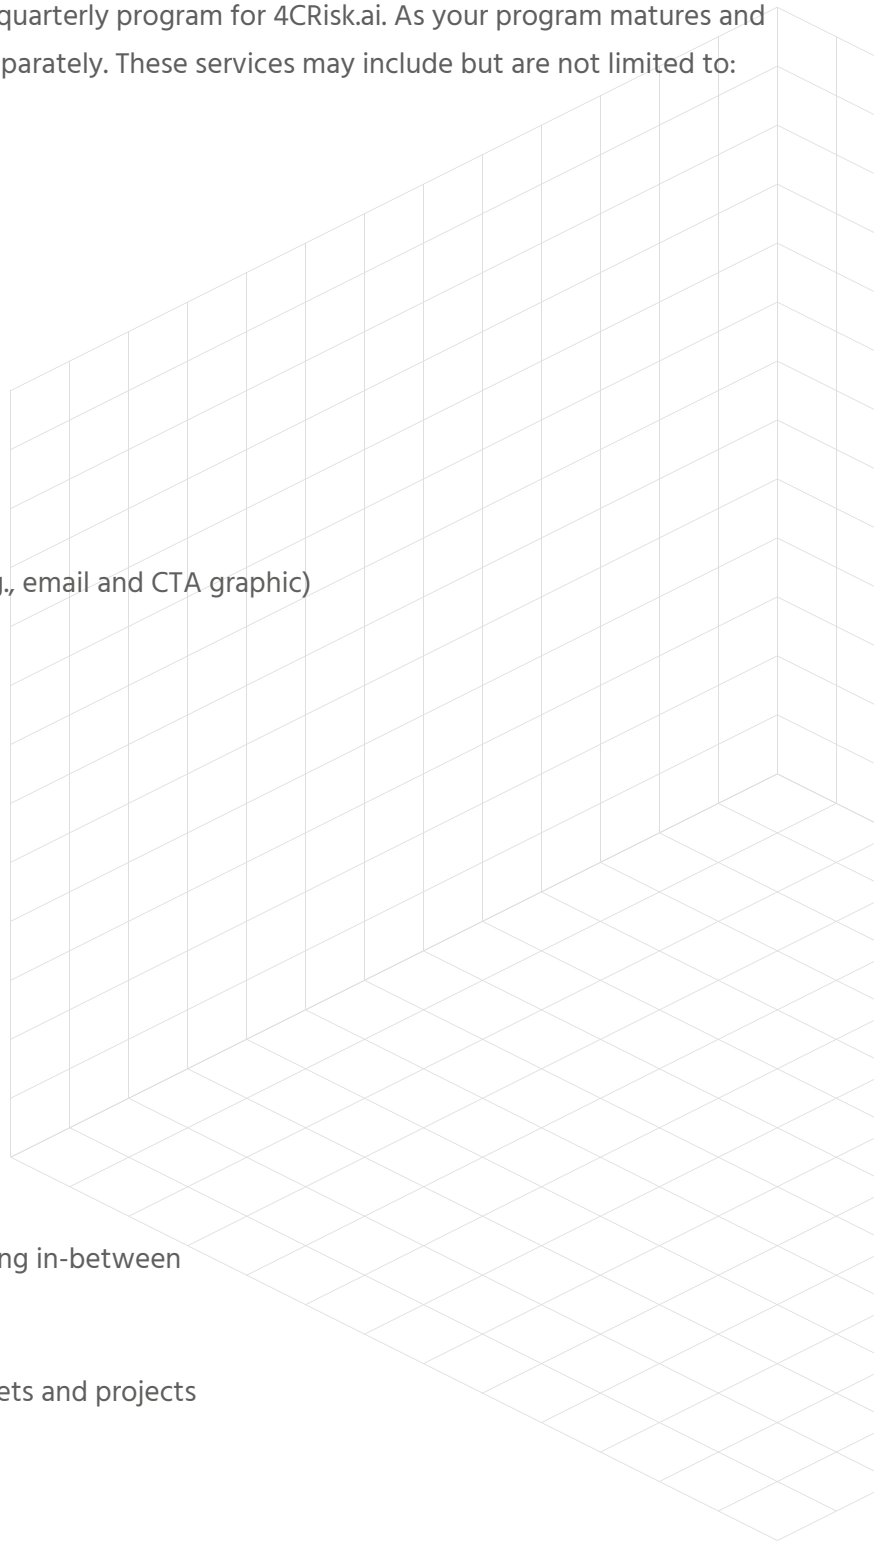 quarterly program for 4CRisk.ai. As your program matures and
parately. These services may include but are not limited to:
g., email and CTA graphic)
ng in-between
ets and projects